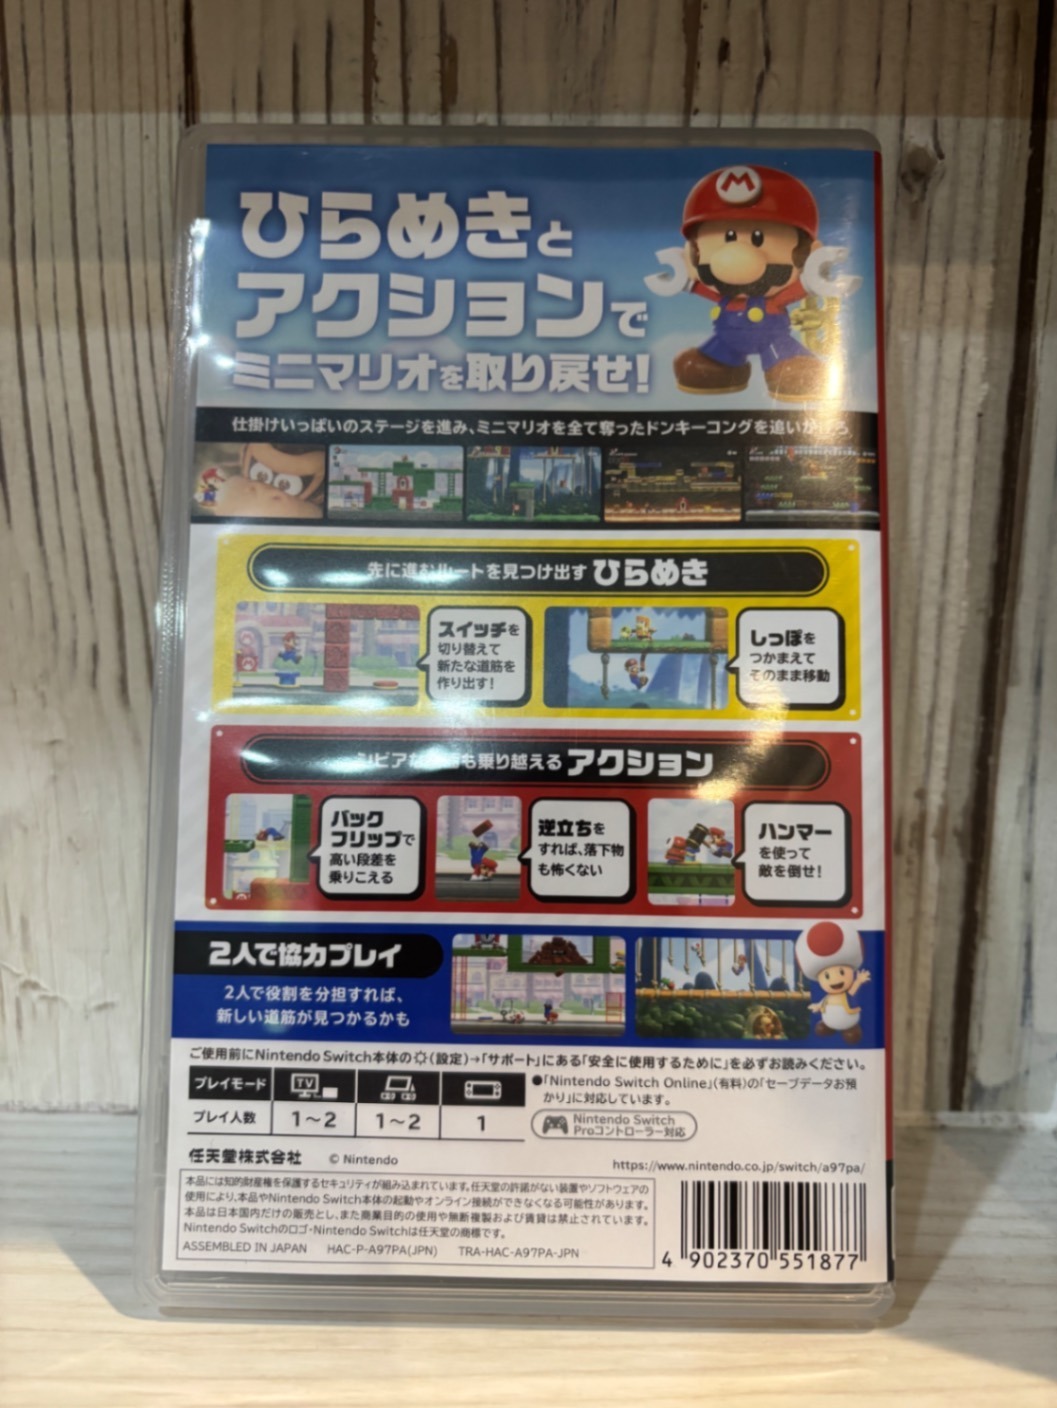 ひらめきと
アクションで
ミニマリオを取り戻せ!
仕掛けいっぱいのステージを進み、ミニマリオを全て奪ったドンキーコングを追いかけろ。
先に進むルートを見つけ出す ひらめき
スイッチを
切り替えて
新たな道筋を
作り出す!
しっぽを
つかまえて
そのまま移動
も乗り越える アクション
バック
フリップで
高い段差を
乗りこえる
逆立ちを
すれば、落下物
も怖くない
ハンマー
を使って
敵を倒せ!
2人で協力プレイ
2人で役割を分担すれば、
新しい道筋が見つかるかも
ご使用前にNintendo Switch本体の(設定)→「サポート」にある「安全に使用するために」を必ずお読みください。
プレイモード TV
プレイ人数 1〜2 1〜2 1
●「Nintendo Switch Online」(有料)の「セーブデータお預
かり」に対応しています。
Nintendo Switch
Proコントローラー対応
任天堂株式会社 © Nintendo
https://www.nintendo.co.jp/switch/a97pa/
本品には知的財産権を保護するセキュリティが組み込まれています。任天堂の許諾がない装置やソフトウェアの
使用により、本品やNintendo Switch本体の起動やオンライン接続ができなくなる可能性があります。
本品は日本国内だけの販売とし、また商業目的の使用や無断複製および賃貸は禁止されています。
Nintendo Switchのロゴ・Nintendo Switchは任天堂の商標です。
ASSEMBLED IN JAPAN HAC-P-A97PA(JPN) TRA-HAC-A97PA-JPN
4 902370 551877